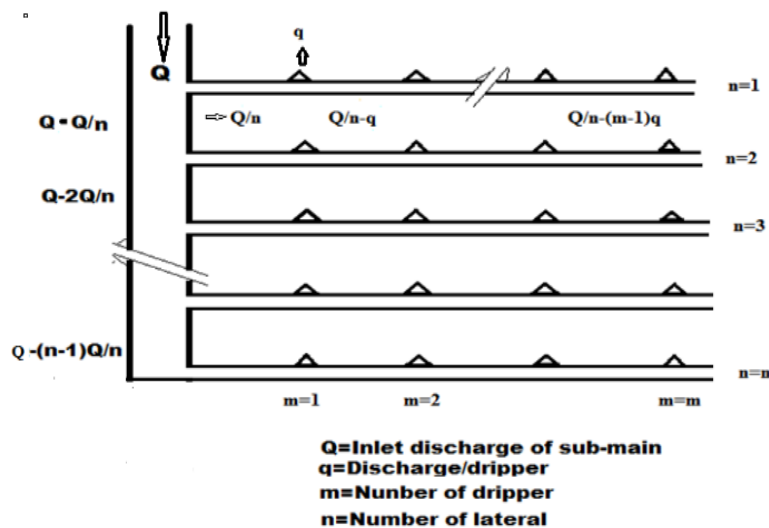 q
Q
n=1
Q-Q/n
Q/n
Q/n-q
Q/n-(m-1)q
n=2
Q-2Q/n
n=3
Q-(n-1)Q/n
n=n
m=1
m=2
m=m
Q=Inlet discharge of sub-main
q=Discharge/dripper
m=Nunber of dripper
n=Number of lateral